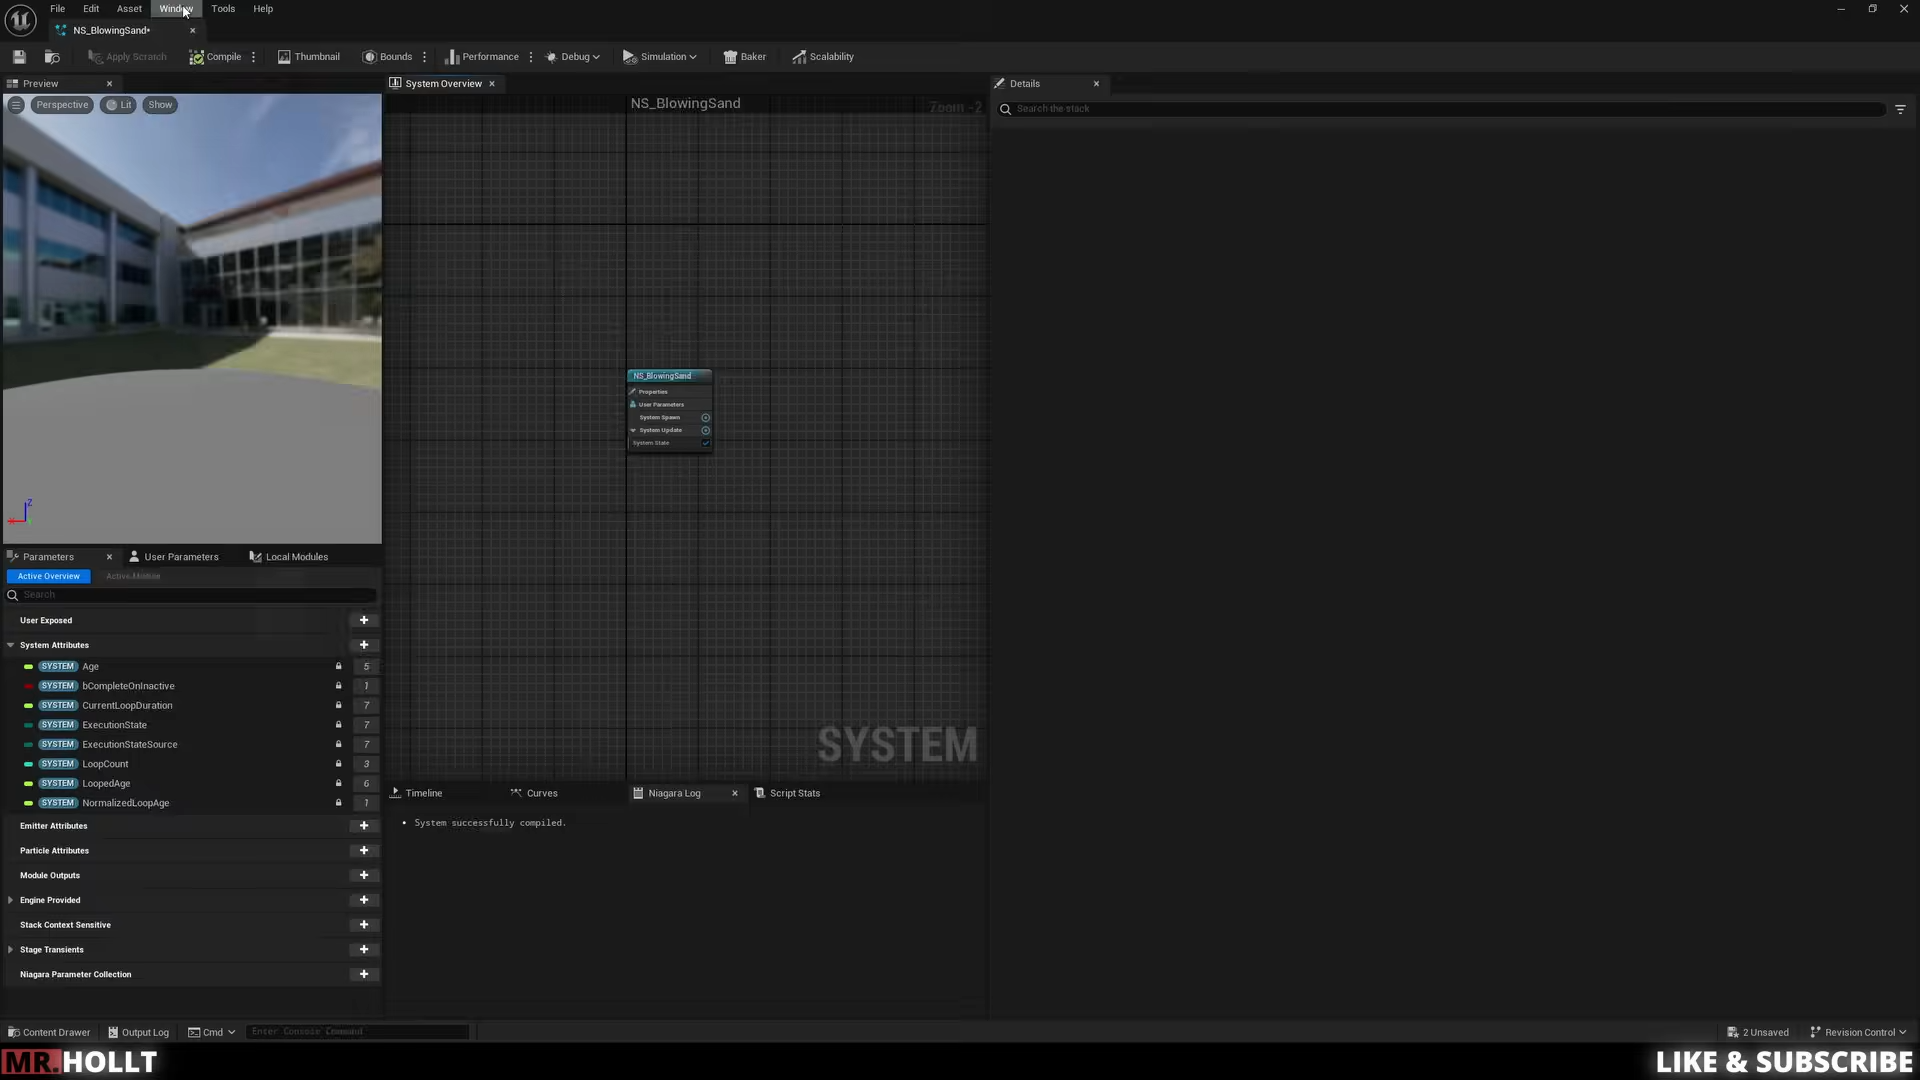 File Edit Asset Window Tools Help
NS_BlowingSand•
Apply Scratch Compile Thumbnail Bounds Performance Debug Simulation Baker Scalability
Preview
Perspective Lit Show
System Overview
NS_BlowingSand
Zoom -2
Details
Search the stack
NS_BlowingSand
Properties
User Parameters
System Spawn
System Update
System State
SYSTEM
Z
Parameters User Parameters Local Modules
Active Overview Active Module
Search
User Exposed
System Attributes
SYSTEM Age 5
SYSTEM bCompleteOnInactive 1
SYSTEM CurrentLoopDuration 7
SYSTEM ExecutionState 7
SYSTEM ExecutionStateSource 7
SYSTEM LoopCount 3
SYSTEM LoopedAge 6
SYSTEM NormalizedLoopAge 1
Emitter Attributes
Particle Attributes
Module Outputs
Engine Provided
Stack Context Sensitive
Stage Transients
Niagara Parameter Collection
Timeline Curves Niagara Log Script Stats
• System successfully compiled.
Content Drawer Output Log Cmd Enter Console Command
2 Unsaved Revision Control
MR.HOLLT
LIKE & SUBSCRIBE